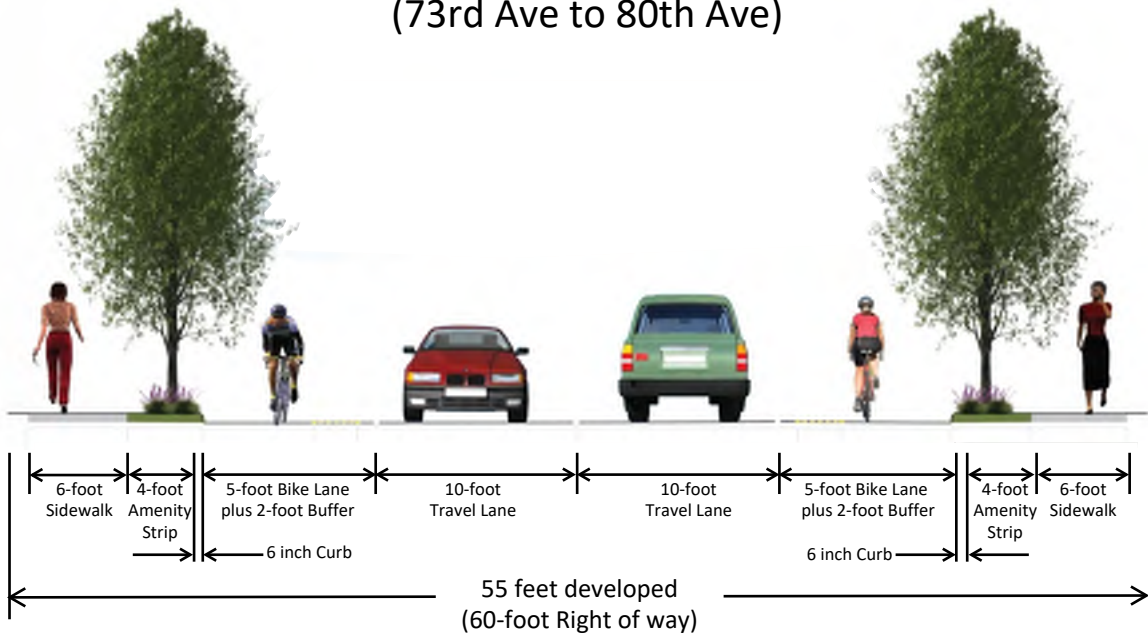 (73rd Ave to 80th Ave)
6-foot
Sidewalk
4-foot
Amenity
Strip
5-foot Bike Lane
plus 2-foot Buffer
10-foot
Travel Lane
10-foot
Travel Lane
5-foot Bike Lane
plus 2-foot Buffer
4-foot
Amenity
Strip
6-foot
Sidewalk
6 inch Curb
6 inch Curb
55 feet developed
(60-foot Right of way)